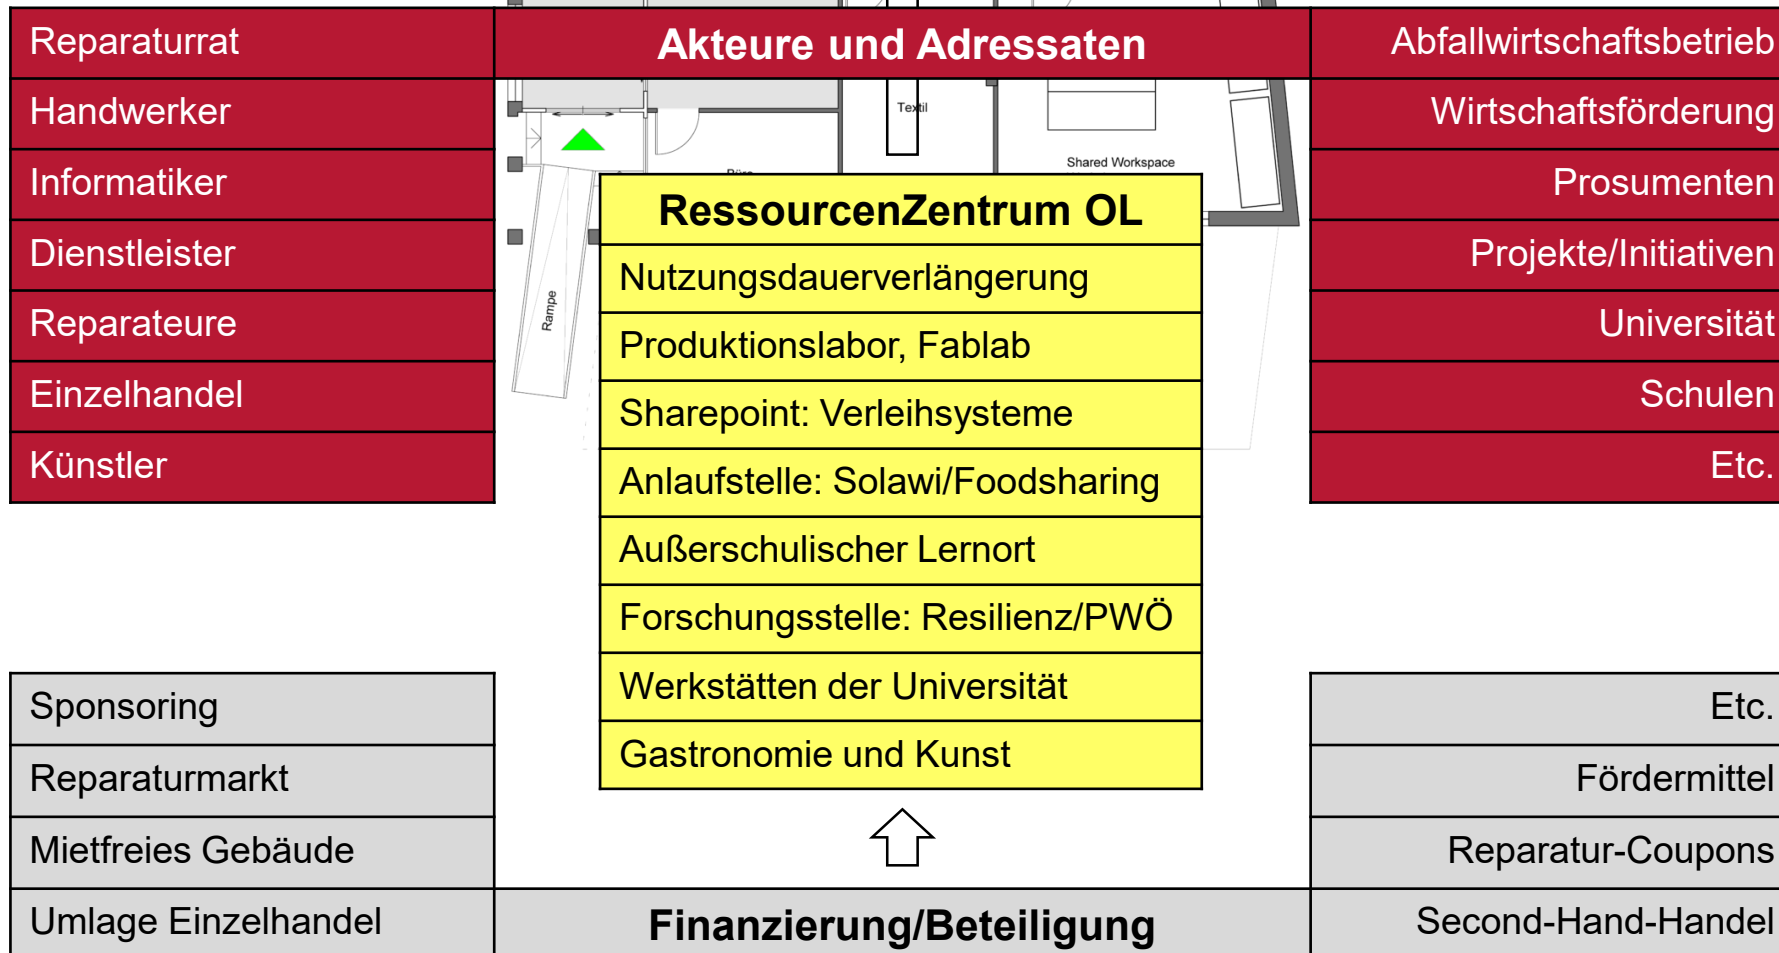 Reparaturrat
Akteure und Adressaten
Abfallwirtschaftsbetrieb
Handwerker
Textil
Wirtschaftsförderung
Informatiker
Shared Workspace
Prosumenten
RessourcenZentrum OL
Dienstleister
Projekte/Initiativen
Nutzungsdauerverlängerung
Rampe
Reparateure
Universität
Produktionslabor, Fablab
Einzelhandel
Schulen
Sharepoint: Verleihsysteme
Künstler
Etc.
Anlaufstelle: Solawi/Foodsharing
Außerschulischer Lernort
Forschungsstelle: Resilienz/PWÖ
Werkstätten der Universität
Sponsoring
Etc.
Gastronomie und Kunst
Reparaturmarkt
Fördermittel
Mietfreies Gebäude
Reparatur-Coupons
Umlage Einzelhandel
Finanzierung/Beteiligung
Second-Hand-Handel